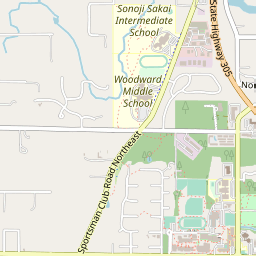 Sonoji Sakai
Intermediate
School
State Highway 305
Woodward
Middle
School
Sportsman Club Road Northeast